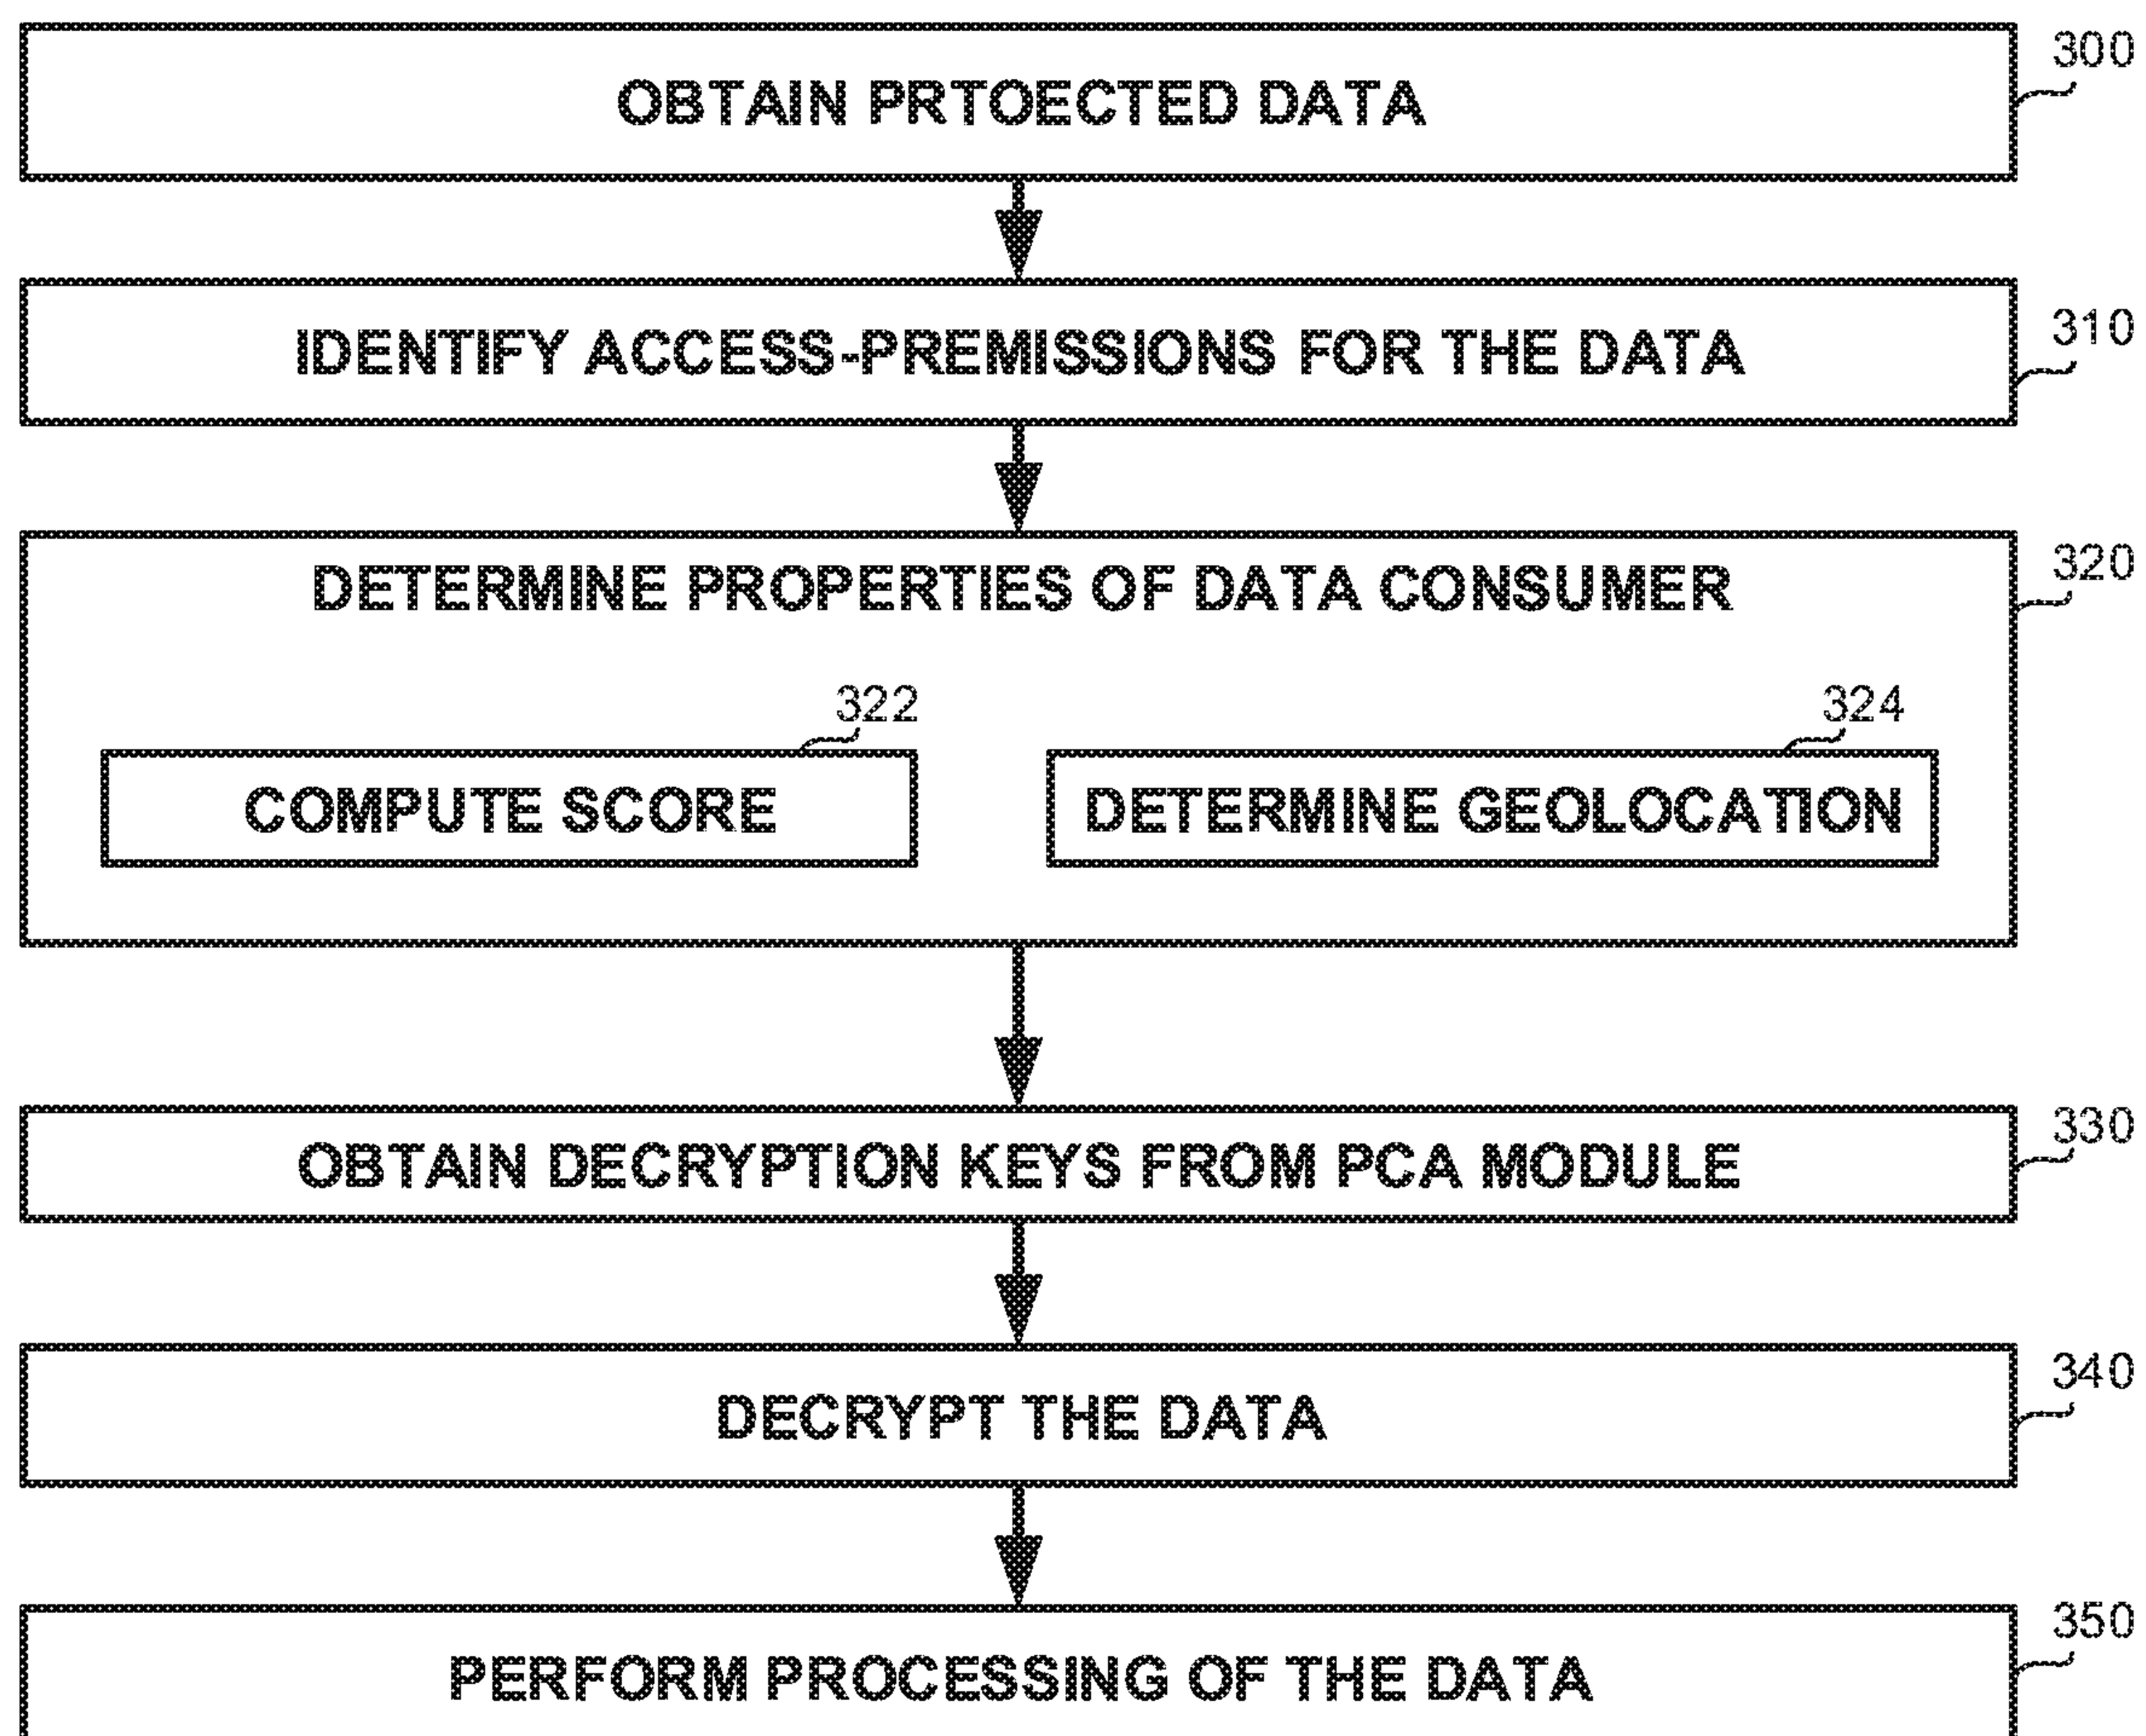 300
OBTAIN PRTOECTED DATA
310
IDENTIFY ACCESS-PREMISSIONS FOR THE DATA
320
DETERMINE PROPERTIES OF DATA CONSUMER
322
324
COMPUTE SCORE
DETERMINE GEOLOCATION
330
OBTAIN DECRYPTION KEYS FROM PCA MODULE
340
DECRYPT THE DATA
350
PERFORM PROCESSING OF THE DATA